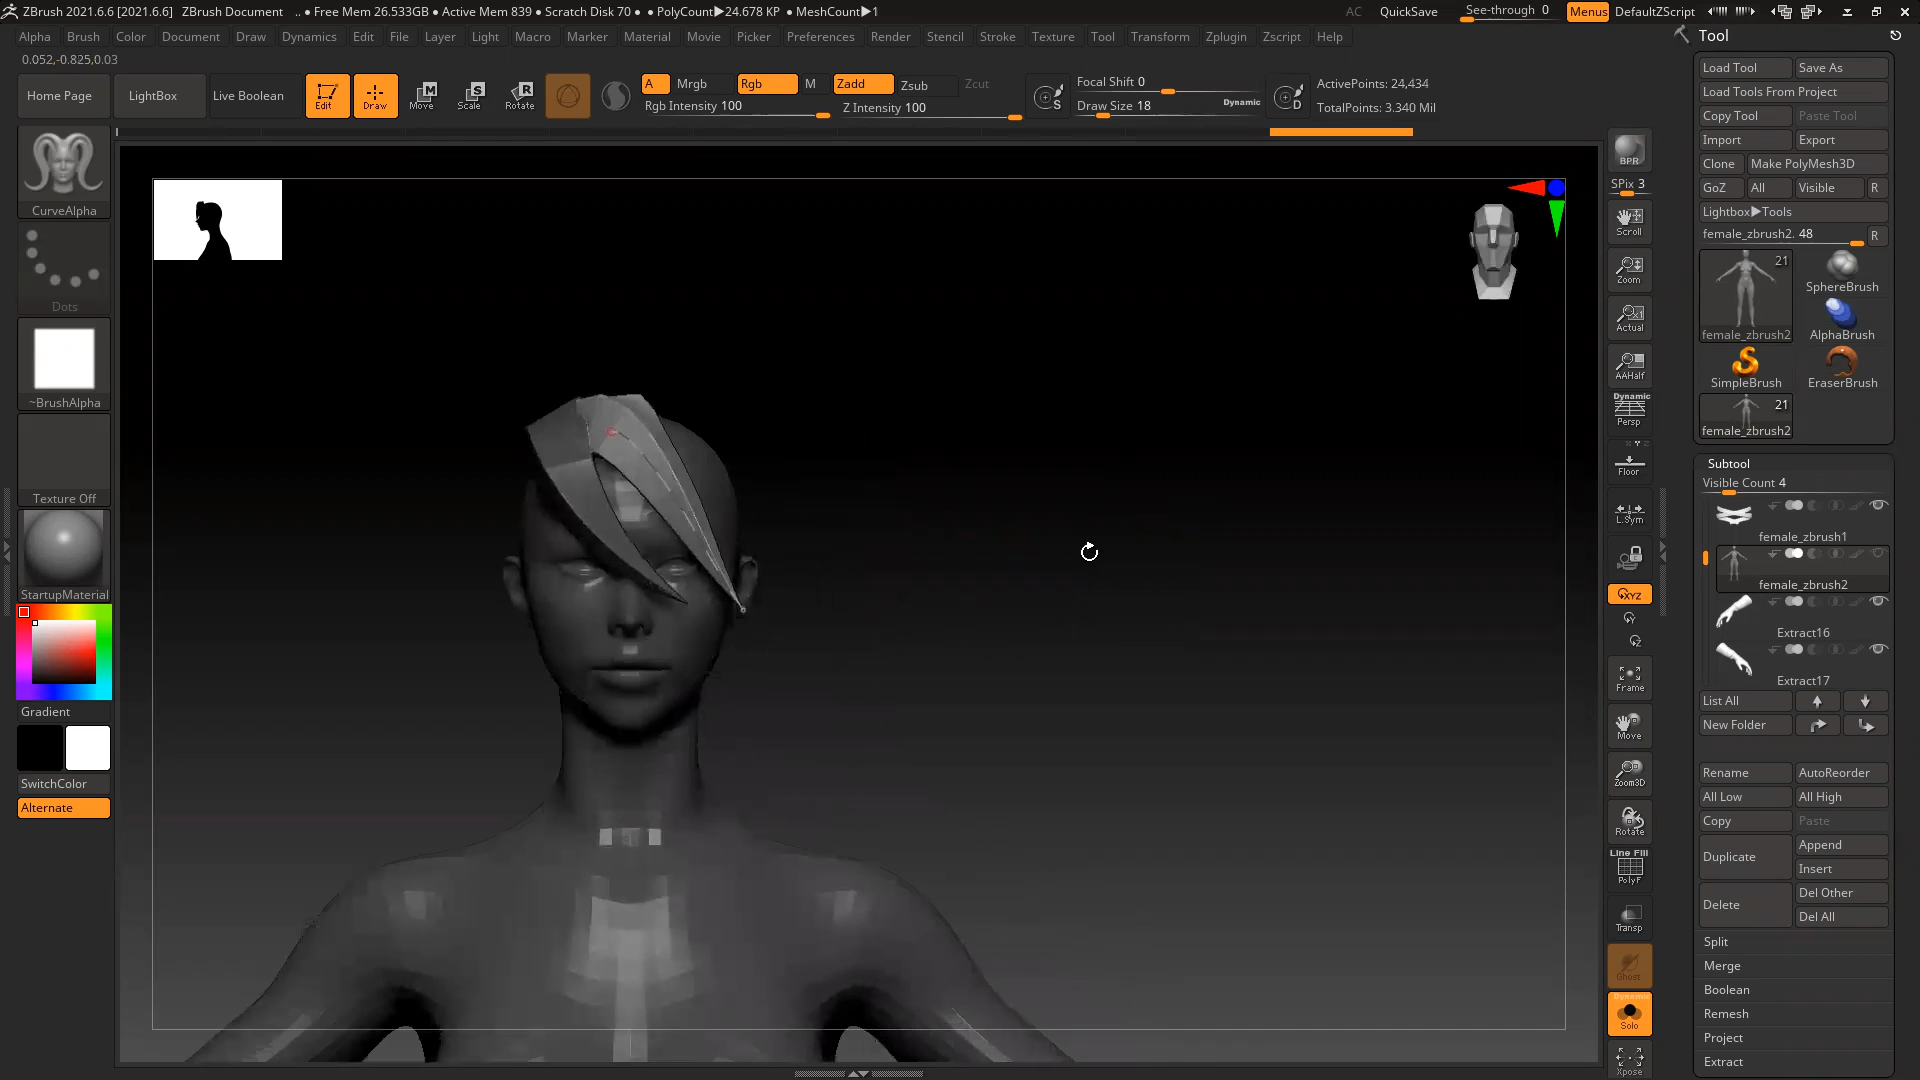 ZBrush 2021.6.6 [2021.6.6] ZBrush Document .. • Free Mem 26.533GB • Active Mem 839 • Scratch Disk 70 • • PolyCount▶24.678 KP • MeshCount▶1 AC QuickSave See-through 0 Menus DefaultZScript
Alpha Brush Color Document Draw Dynamics Edit File Layer Light Macro Marker Material Movie Picker Preferences Render Stencil Stroke Texture Tool Transform Zplugin Zscript Help
0.052,-0.825,0.03
Home Page LightBox Live Boolean Edit Draw Move Scale Rotate
A Mrgb Rgb M Zadd Zsub Zcut
Rgb Intensity 100 Z Intensity 100
Focal Shift 0
Draw Size 18 Dynamic
S
D
ActivePoints: 24,434
TotalPoints: 3.340 Mil
CurveAlpha
Dots
~BrushAlpha
Texture Off
StartupMaterial
Gradient
SwitchColor
Alternate
BPR
SPix 3
Scroll
Zoom
Actual
AAHalf
Dynamic
Persp
Floor
L.Sym
XYZ
Y
Z
Frame
Move
Zoom3D
Rotate
Line Fill
PolyF
Transp
Ghost
Dynamic
Solo
Xpose
Tool
Load Tool Save As
Load Tools From Project
Copy Tool Paste Tool
Import Export
Clone Make PolyMesh3D
GoZ All Visible R
Lightbox▶Tools
female_zbrush2. 48 R
21
SphereBrush
female_zbrush2 AlphaBrush
SimpleBrush EraserBrush
21
female_zbrush2
Subtool
Visible Count 4
female_zbrush1
female_zbrush2
Extract16
Extract17
List All
New Folder
Rename AutoReorder
All Low All High
Copy Paste
Duplicate Append
Insert
Delete Del Other
Del All
Split
Merge
Boolean
Remesh
Project
Extract